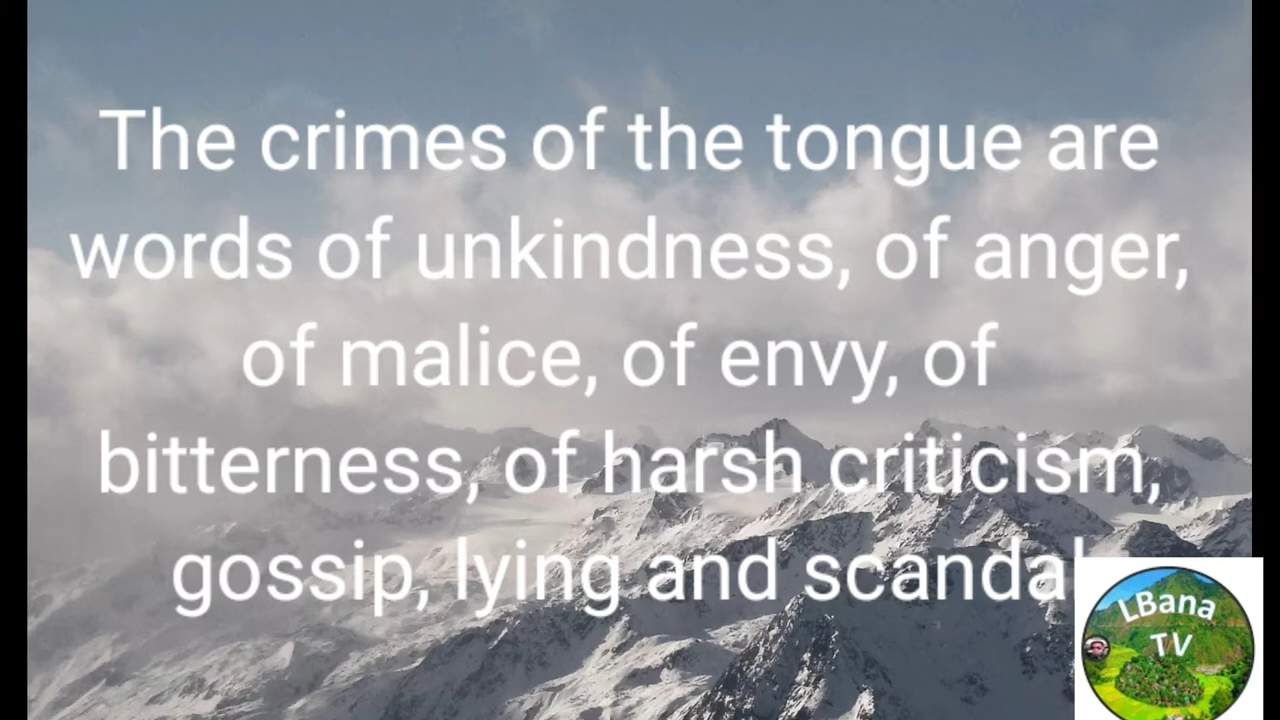 The crimes of the tongue are
words of unkindness, of anger,
of malice, of envy, of
bitterness, of harsh criticism,
gossip, lying and scandal
LBana
TV